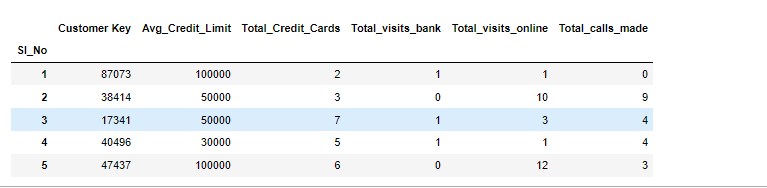 Customer Key Avg_Credit_Limit Total_Credit_Cards Total_visits_bank Total_visits_online Total_calls_made
Sl_No
1 87073 100000 2 1 1 0
2 38414 50000 3 0 10 9
3 17341 50000 7 1 3 4
4 40496 30000 5 1 1 4
5 47437 100000 6 0 12 3